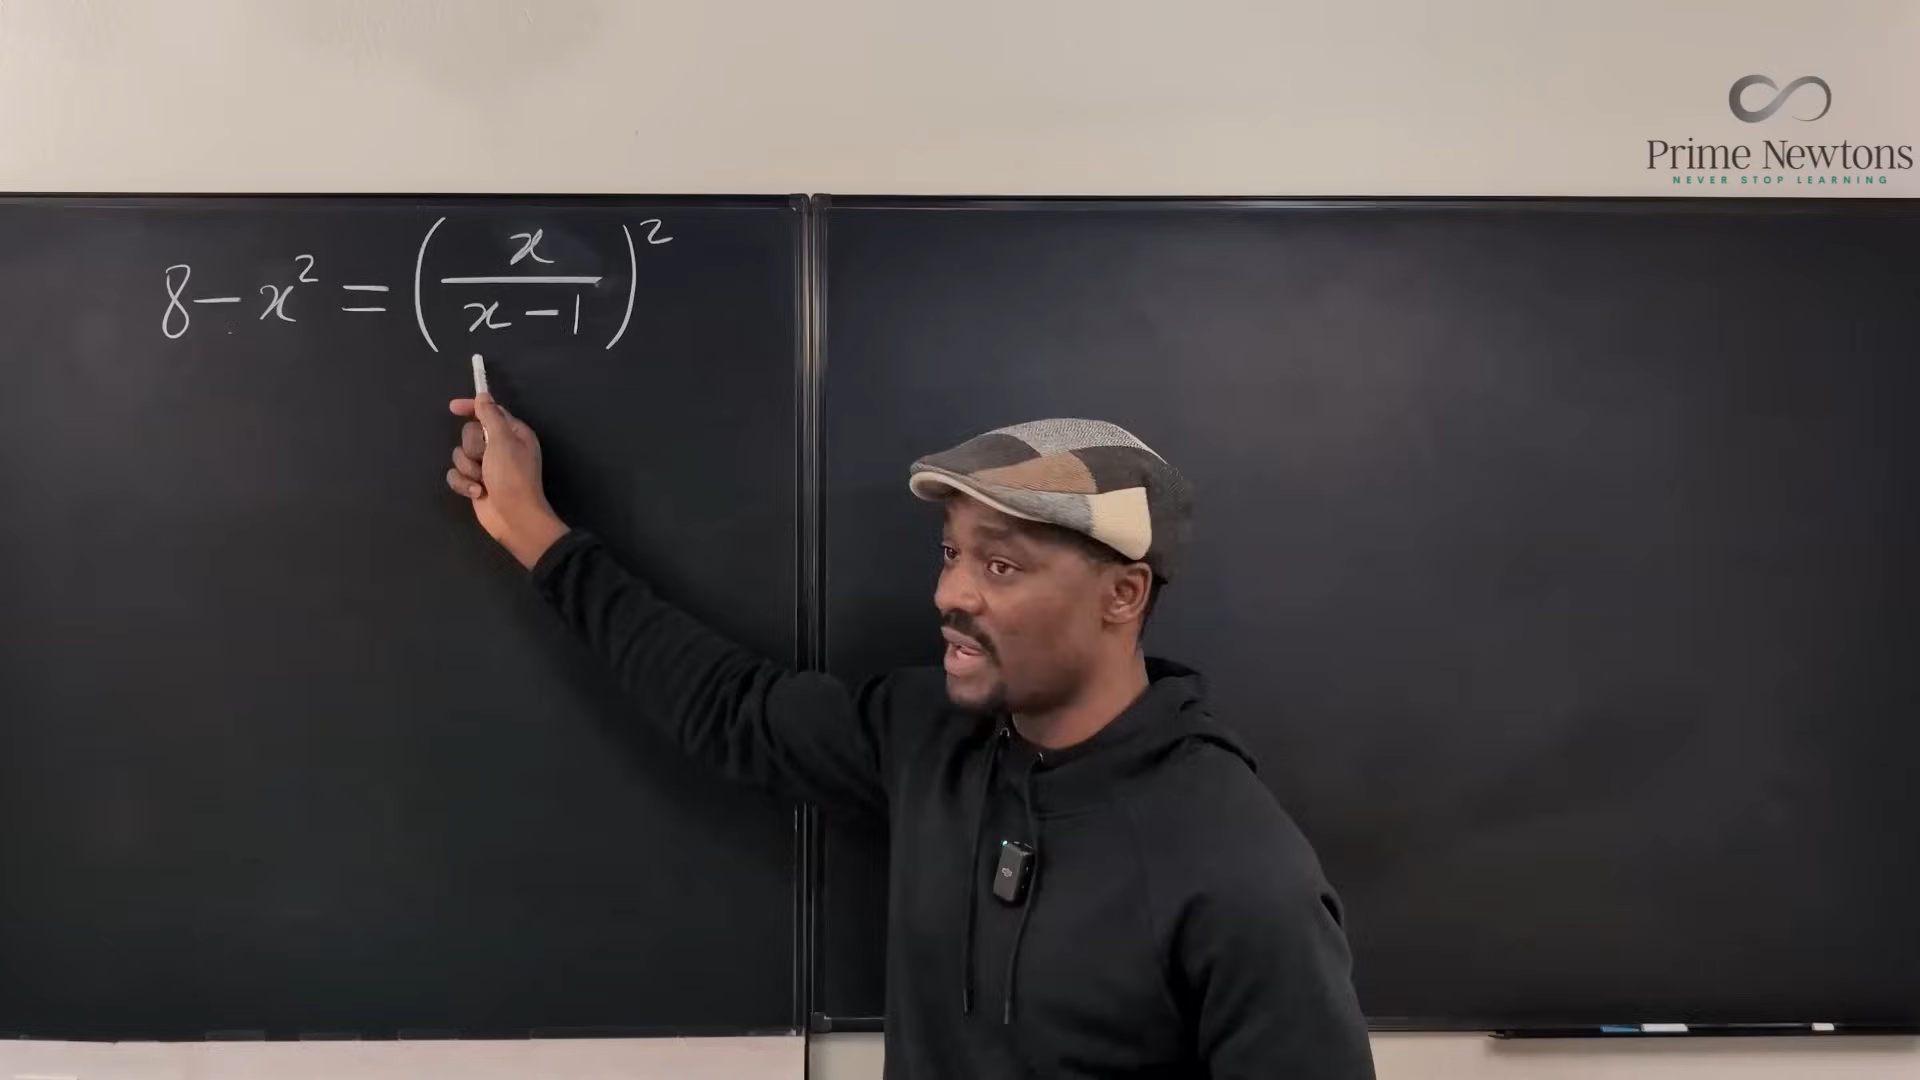 Prime Newtons
NEVER STOP LEARNING
8 − x² = (x / (x − 1))²